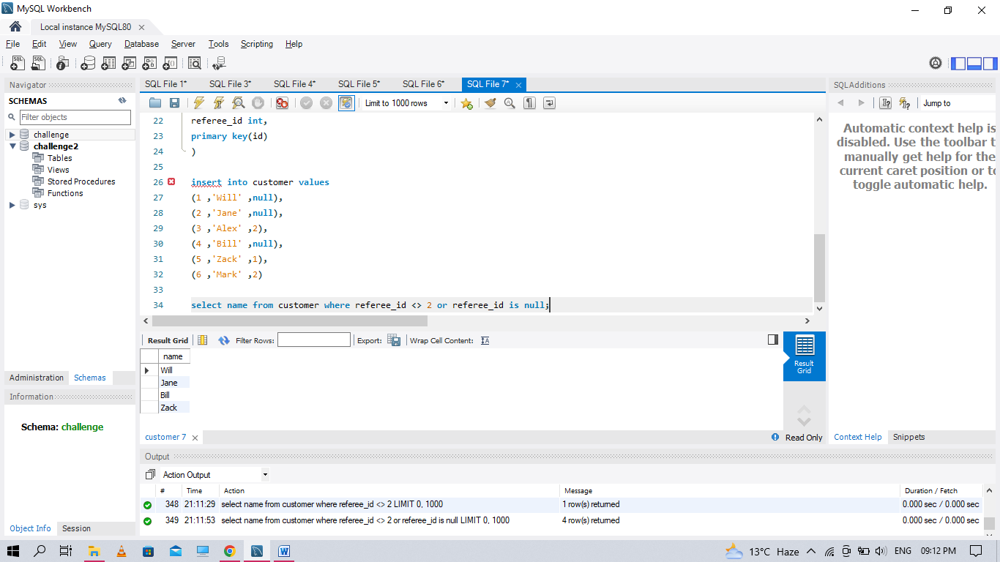 MySQL Workbench
Local instance MySQL80
File Edit View Query Database Server Tools Scripting Help
Navigator
SCHEMAS
Filter objects
challenge
challenge2
Tables
Views
Stored Procedures
Functions
sys
Administration Schemas
Information
Schema: challenge
Object Info Session
SQL File 1* SQL File 3* SQL File 4* SQL File 5* SQL File 6* SQL File 7*
Limit to 1000 rows
22 referee_id int,
23 primary key(id)
24 )
25
26 insert into customer values
27 (1 ,'Will' ,null),
28 (2 ,'Jane' ,null),
29 (3 ,'Alex' ,2),
30 (4 ,'Bill' ,null),
31 (5 ,'Zack' ,1),
32 (6 ,'Mark' ,2)
33
34 select name from customer where referee_id <> 2 or referee_id is null;
Result Grid Filter Rows: Export: Wrap Cell Content:
name
Will
Jane
Bill
Zack
Result
Grid
customer 7
Read Only
SQLAdditions
Jump to
Automatic context help is
disabled. Use the toolbar t
manually get help for the
current caret position or to
toggle automatic help.
Context Help Snippets
Output
Action Output
# Time Action Message Duration / Fetch
348 21:11:29 select name from customer where referee_id <> 2 LIMIT 0, 1000 1 row(s) returned 0.000 sec / 0.000 sec
349 21:11:53 select name from customer where referee_id <> 2 or referee_id is null LIMIT 0, 1000 4 row(s) returned 0.000 sec / 0.000 sec
13°C Haze ENG 09:12 PM